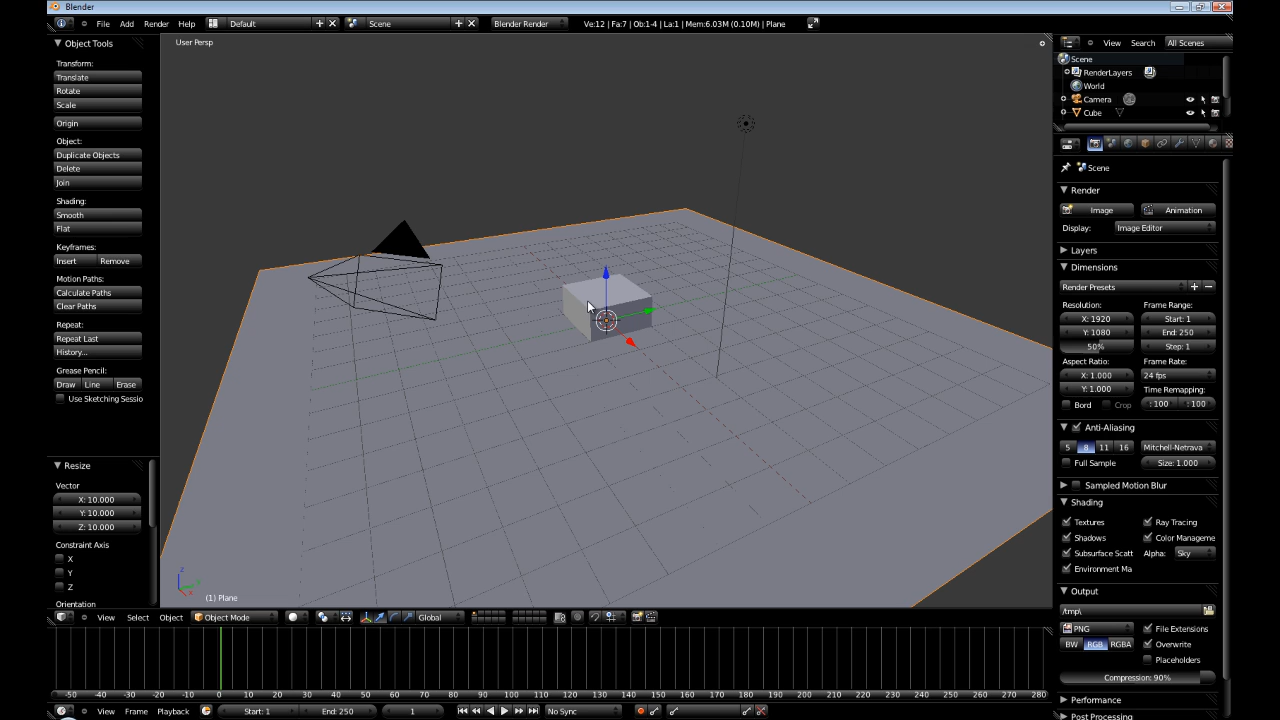 Blender
File Add Render Help Default Scene Blender Render Ve:12 | Fa:7 | Ob:1-4 | La:1 | Mem:6.03M (0.10M) | Plane
Object Tools
Transform:
Translate
Rotate
Scale
Origin
Object:
Duplicate Objects
Delete
Join
Shading:
Smooth
Flat
Keyframes:
Insert Remove
Motion Paths:
Calculate Paths
Clear Paths
Repeat:
Repeat Last
History...
Grease Pencil:
Draw Line Erase
Use Sketching Sessio
Resize
Vector
X: 10.000
Y: 10.000
Z: 10.000
Constraint Axis
X
Y
Z
Orientation
User Persp
z
(1) Plane
View Select Object Object Mode Global
-50 -40 -30 -20 -10 0 10 20 30 40 50 60 70 80 90 100 110 120 130 140 150 160 170 180 190 200 210 220 230 240 250 260 270 280
View Frame Playback Start: 1 End: 250 1 No Sync
View Search All Scenes
Scene
RenderLayers
World
Camera
Cube
Scene
Render
Image Animation
Display: Image Editor
Layers
Dimensions
Render Presets
Resolution: Frame Range:
X: 1920 Start: 1
Y: 1080 End: 250
50% Step: 1
Aspect Ratio: Frame Rate:
X: 1.000 24 fps
Y: 1.000 Time Remapping:
Bord Crop :100 :100
Anti-Aliasing
5 8 11 16 Mitchell-Netrava
Full Sample Size: 1.000
Sampled Motion Blur
Shading
Textures Ray Tracing
Shadows Color Manageme
Subsurface Scatt Alpha: Sky
Environment Ma
Output
/tmp\
PNG File Extensions
BW RGB RGBA Overwrite
Placeholders
Compression: 90%
Performance
Post Processing